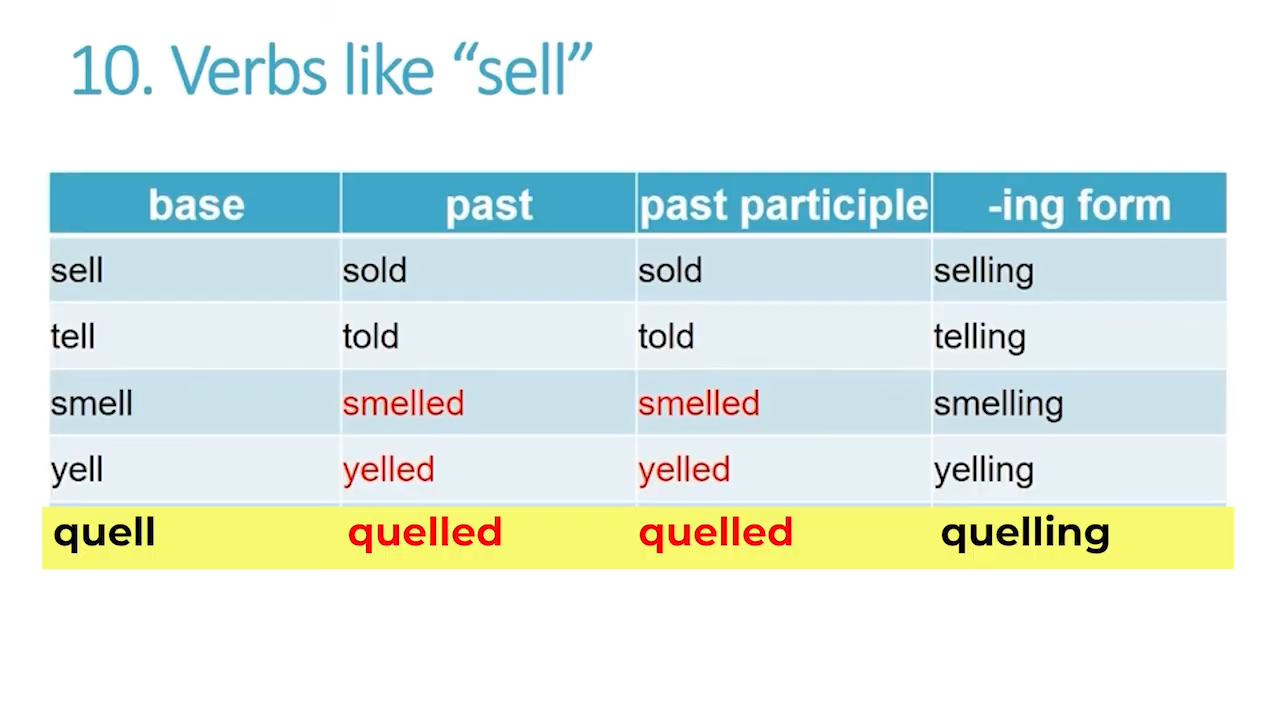 10. Verbs like “sell”
base past past participle -ing form
sell sold sold selling
tell told told telling
smell smelled smelled smelling
yell yelled yelled yelling
quell quelled quelled quelling